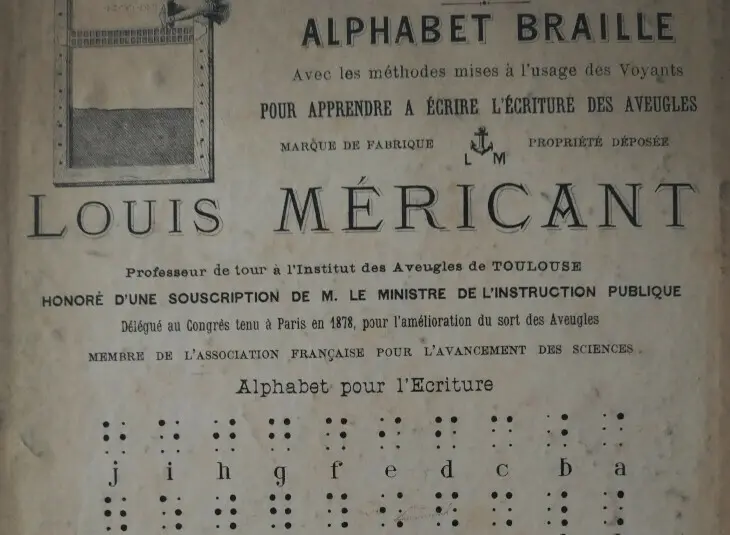 ALPHABET BRAILLE
Avec les méthodes mises à l'usage des Voyants
POUR APPRENDRE A ÉCRIRE L'ÉCRITURE DES AVEUGLES
MARQUE DE FABRIQUE L M PROPRIÉTÉ DÉPOSÉE
LOUIS MÉRICANT
Professeur de tour à l'Institut des Aveugles de TOULOUSE
HONORÉ D'UNE SOUSCRIPTION DE M. LE MINISTRE DE L'INSTRUCTION PUBLIQUE
Délégué au Congrès tenu à Paris en 1878, pour l'amélioration du sort des Aveugles
MEMBRE DE L'ASSOCIATION FRANÇAISE POUR L'AVANCEMENT DES SCIENCES.
Alphabet pour l'Ecriture
j i h g f e d c b a